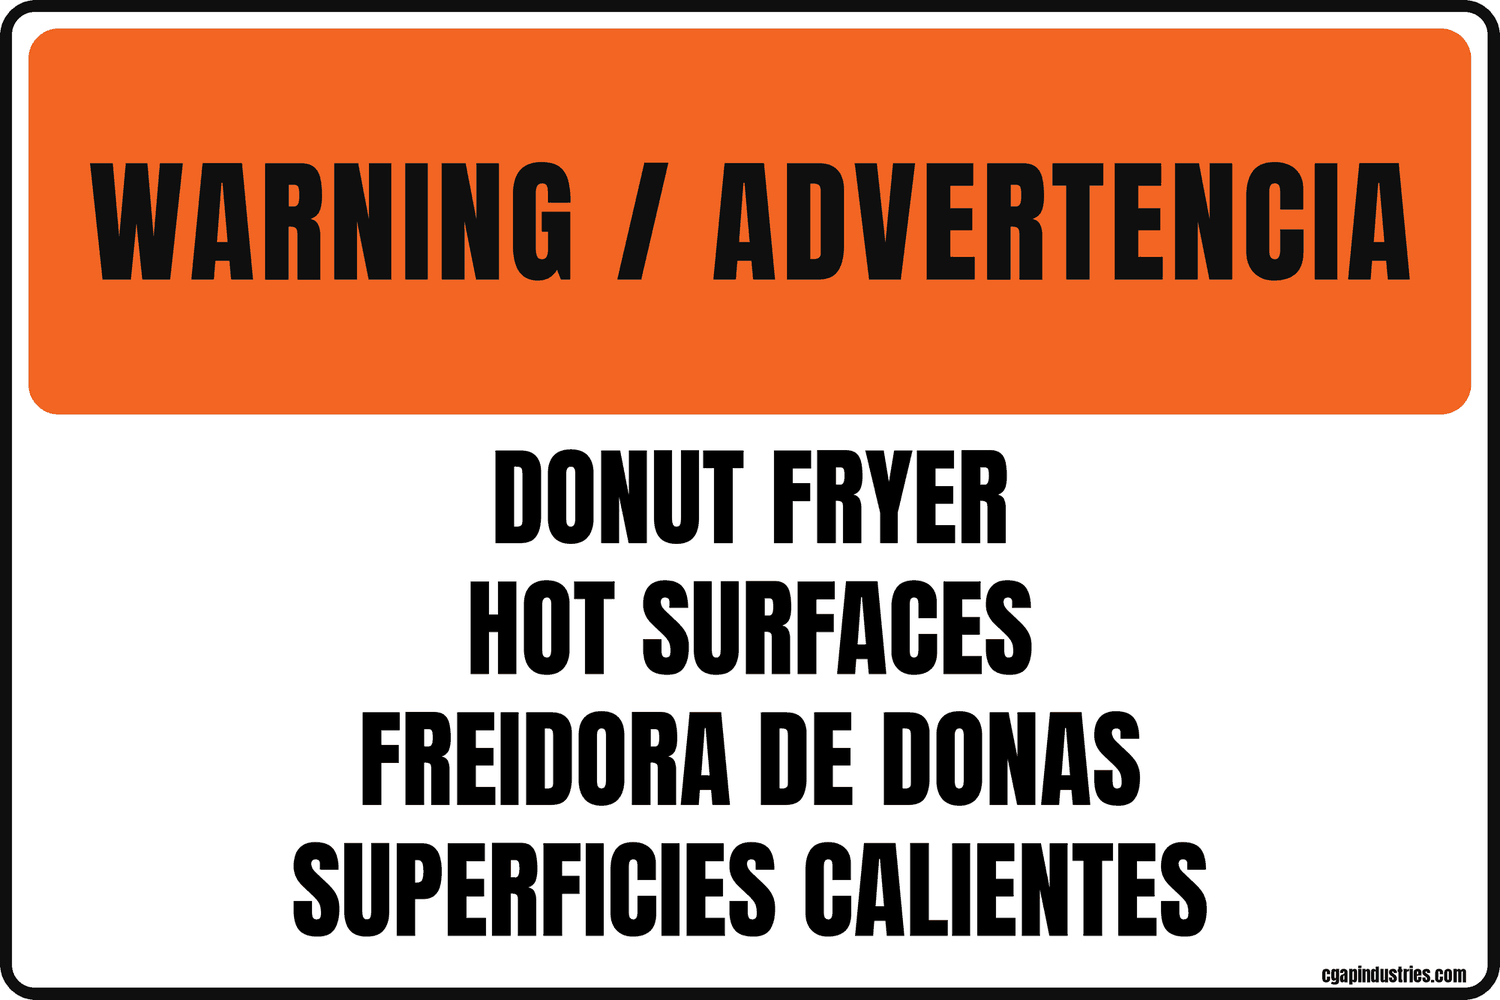 WARNING / ADVERTENCIA
DONUT FRYER
HOT SURFACES
FREIDORA DE DONAS
SUPERFICIES CALIENTES
cgapindustries.com